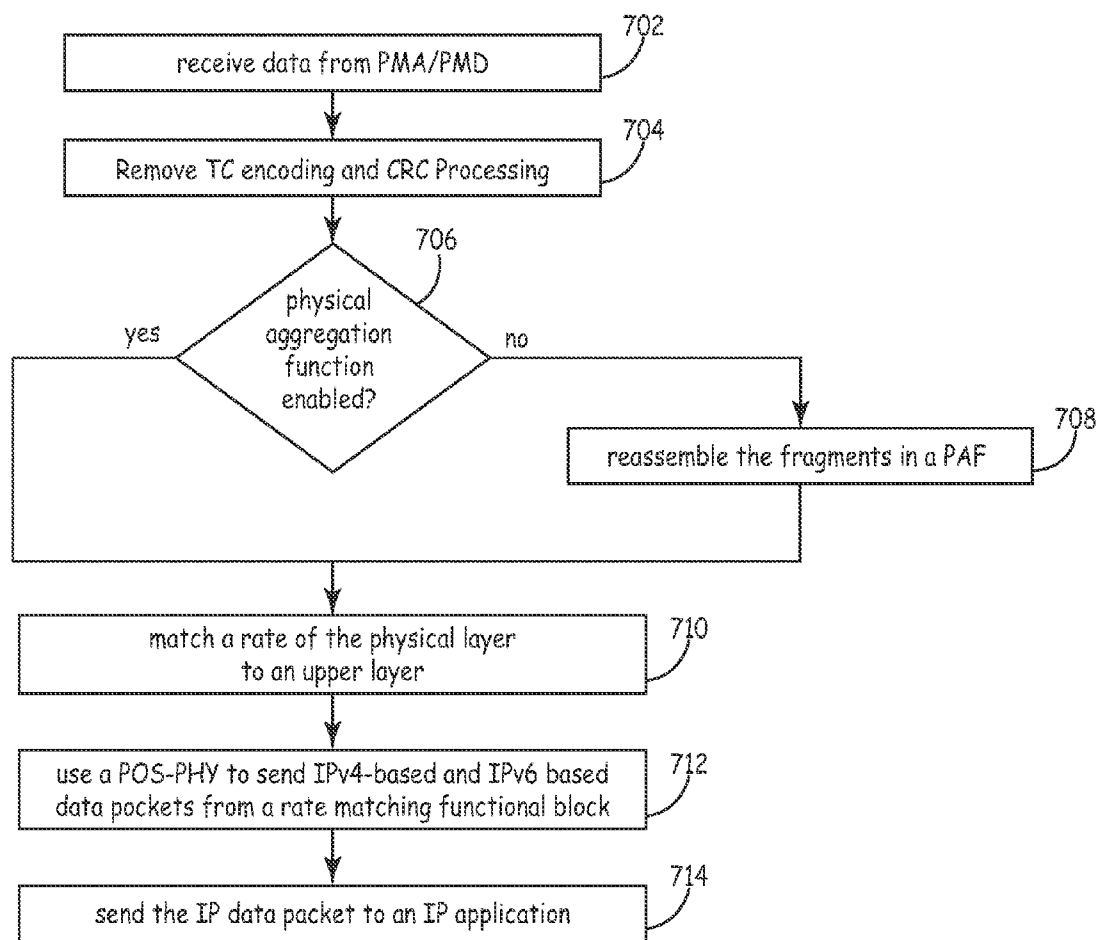 702
receive data from PMA/PMD
704
Remove TC encoding and CRC Processing
706
physical
aggregation
function
enabled?
yes
no
708
reassemble the fragments in a PAF
710
match a rate of the physical layer
to an upper layer
712
use a POS-PHY to send IPv4-based and IPv6 based
data pockets from a rate matching functional block
714
send the IP data packet to an IP application